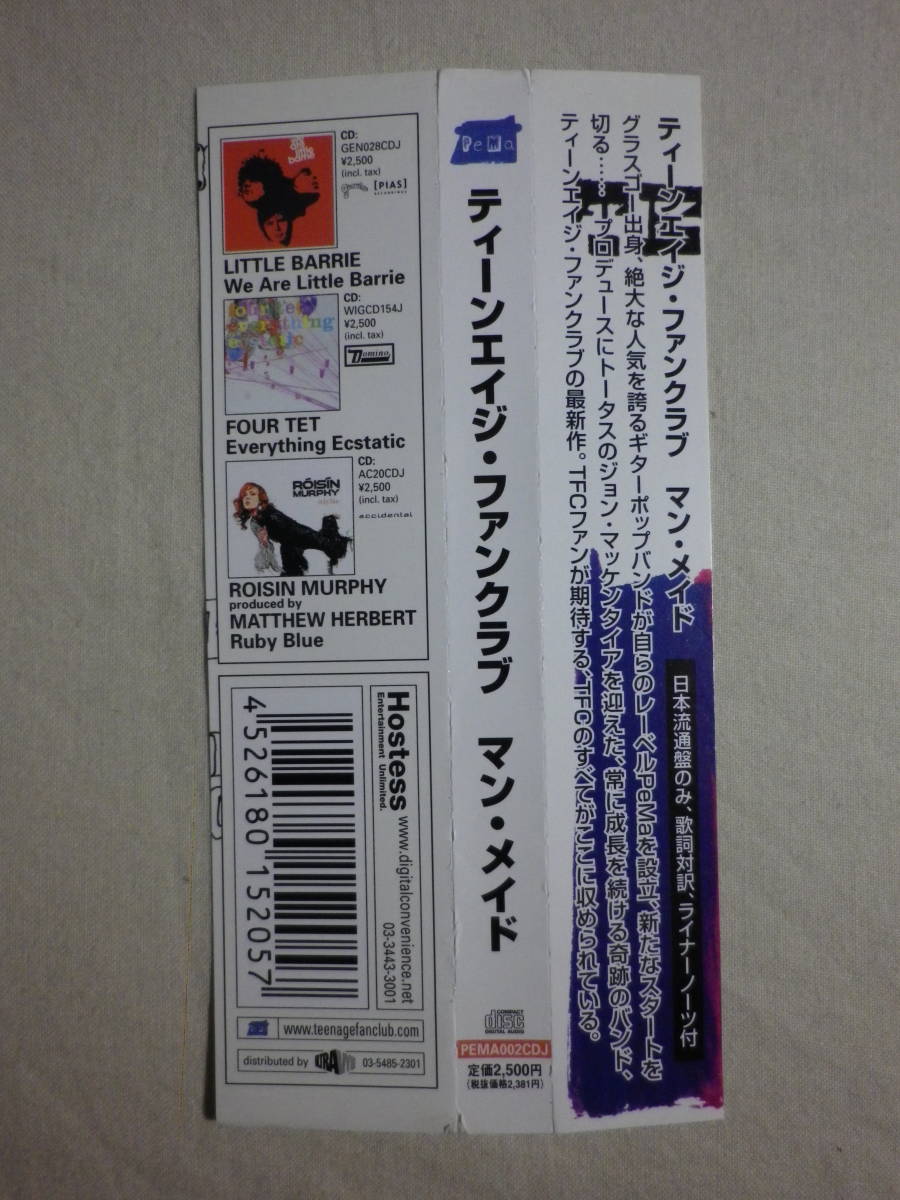 CD:
GEN028CDJ
¥2,500
(incl. tax)
[PIAS]
RECORDINGS
LITTLE BARRIE
We Are Little Barrie
four tet
everything
ecstatic
CD:
WIGCD154J
¥2,500
(incl. tax)
Domino
FOUR TET
Everything Ecstatic
RÓISÍN
MURPHY
CD:
AC20CDJ
¥2,500
(incl. tax)
accidental
ROISIN MURPHY
produced by
MATTHEW HERBERT
Ruby Blue
Hostess
Entertainment Unlimited.
www.digitalconvenience.net
03-3443-3001
4 526180 152057
www.teenagefanclub.com
distributed by
ULTRAVYBE
03-5485-2301
PeMa
ティーンエイジ・ファンクラブ マン・メイド
COMPACT
disc
DIGITAL AUDIO
PEMA002CDJ
定価2,500円
(税抜価格2,381円)
ティーンエイジ・ファンクラブ マン・メイド
日本流通盤のみ、歌詞対訳、ライナーノーツ付
グラスゴー出身、絶大な人気を誇るギターポップバンドが自らのレーベルPeMaを設立、新たなスタートを
切る……。プロデュースにトータスのジョン・マッケンタイアを迎えた、常に成長を続ける奇跡のバンド、
ティーンエイジ・ファンクラブの最新作。TFCファンが期待する、TFCのすべてがここに収められている。